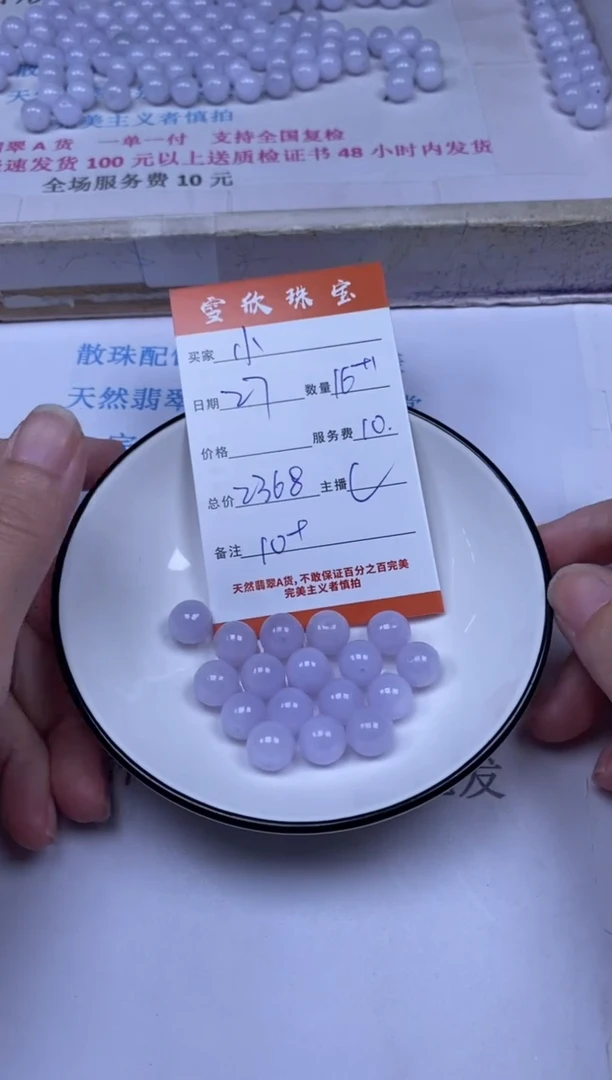 美主义者慎拍
翠 A 货 一单一付 支持全国复检
速发货 100 元以上送质检证书 48 小时内发货
全场服务费 10 元
散珠配
天然翡翠
雯欣珠宝
买家 小
日期 27 数量 16+1
价格 服务费 10.
总价 2368 主播
备注 10+
天然翡翠A货,不敢保证百分之百完美
完美主义者慎拍
发